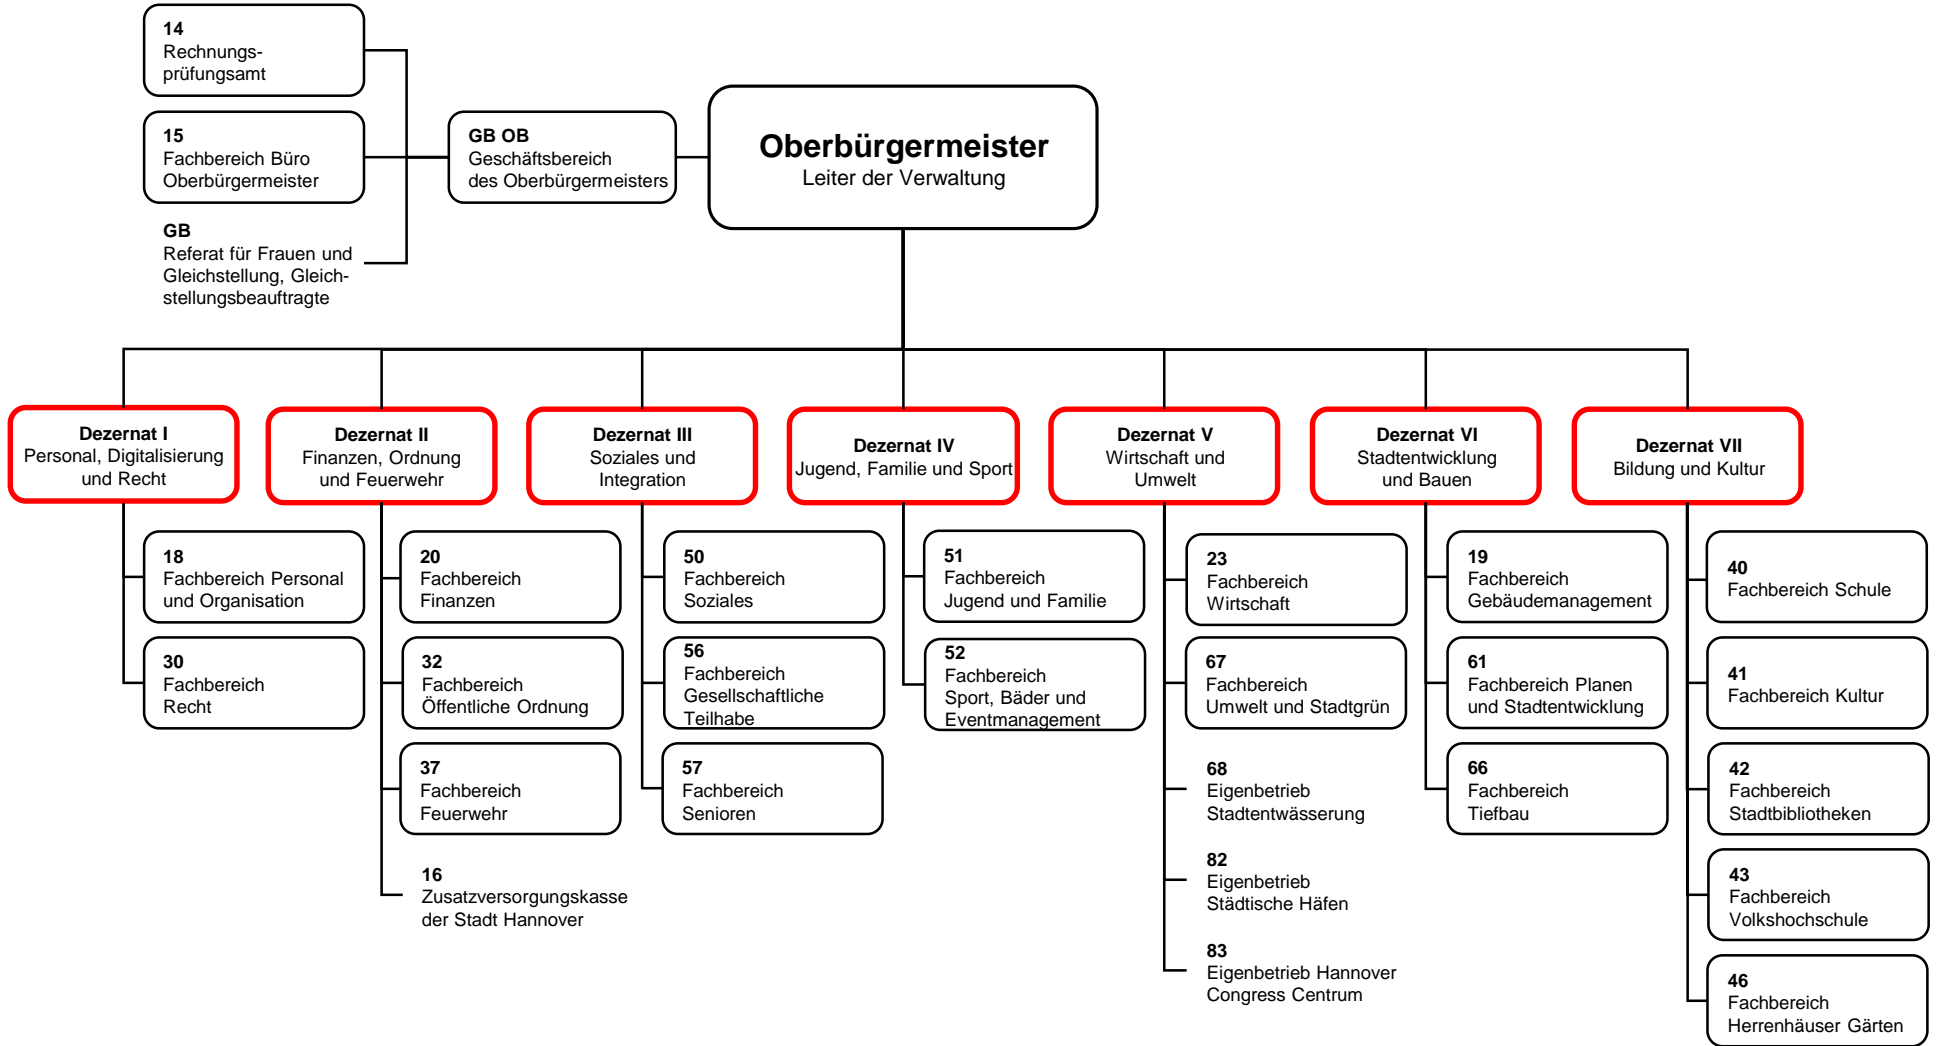 14
Rechnungs-
prüfungsamt
15
Fachbereich Büro
Oberbürgermeister
GB
Referat für Frauen und
Gleichstellung, Gleich-
stellungsbeauftragte
GB OB
Geschäftsbereich
des Oberbürgermeisters
Oberbürgermeister
Leiter der Verwaltung
Dezernat I
Personal, Digitalisierung
und Recht
18
Fachbereich Personal
und Organisation
30
Fachbereich
Recht
Dezernat II
Finanzen, Ordnung
und Feuerwehr
20
Fachbereich
Finanzen
32
Fachbereich
Öffentliche Ordnung
37
Fachbereich
Feuerwehr
16
Zusatzversorgungskasse
der Stadt Hannover
Dezernat III
Soziales und
Integration
50
Fachbereich
Soziales
56
Fachbereich
Gesellschaftliche
Teilhabe
57
Fachbereich
Senioren
Dezernat IV
Jugend, Familie und Sport
51
Fachbereich
Jugend und Familie
52
Fachbereich
Sport, Bäder und
Eventmanagement
Dezernat V
Wirtschaft und
Umwelt
23
Fachbereich
Wirtschaft
67
Fachbereich
Umwelt und Stadtgrün
68
Eigenbetrieb
Stadtentwässerung
82
Eigenbetrieb
Städtische Häfen
83
Eigenbetrieb Hannover
Congress Centrum
Dezernat VI
Stadtentwicklung
und Bauen
19
Fachbereich
Gebäudemanagement
61
Fachbereich Planen
und Stadtentwicklung
66
Fachbereich
Tiefbau
Dezernat VII
Bildung und Kultur
40
Fachbereich Schule
41
Fachbereich Kultur
42
Fachbereich
Stadtbibliotheken
43
Fachbereich
Volkshochschule
46
Fachbereich
Herrenhäuser Gärten